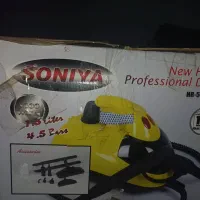 SONIYA
New H
Professional D
1.5 Liter
4.5 Bars
Accessories